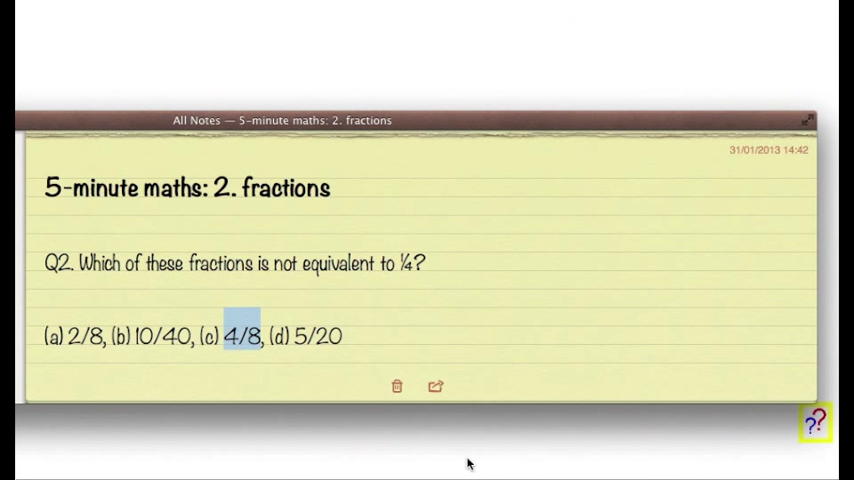 All Notes — 5-minute maths: 2. fractions
31/01/2013 14:42
5-minute maths: 2. fractions
Q2. Which of these fractions is not equivalent to ¼?
(a) 2/8, (b) 10/40, (c) 4/8, (d) 5/20
??